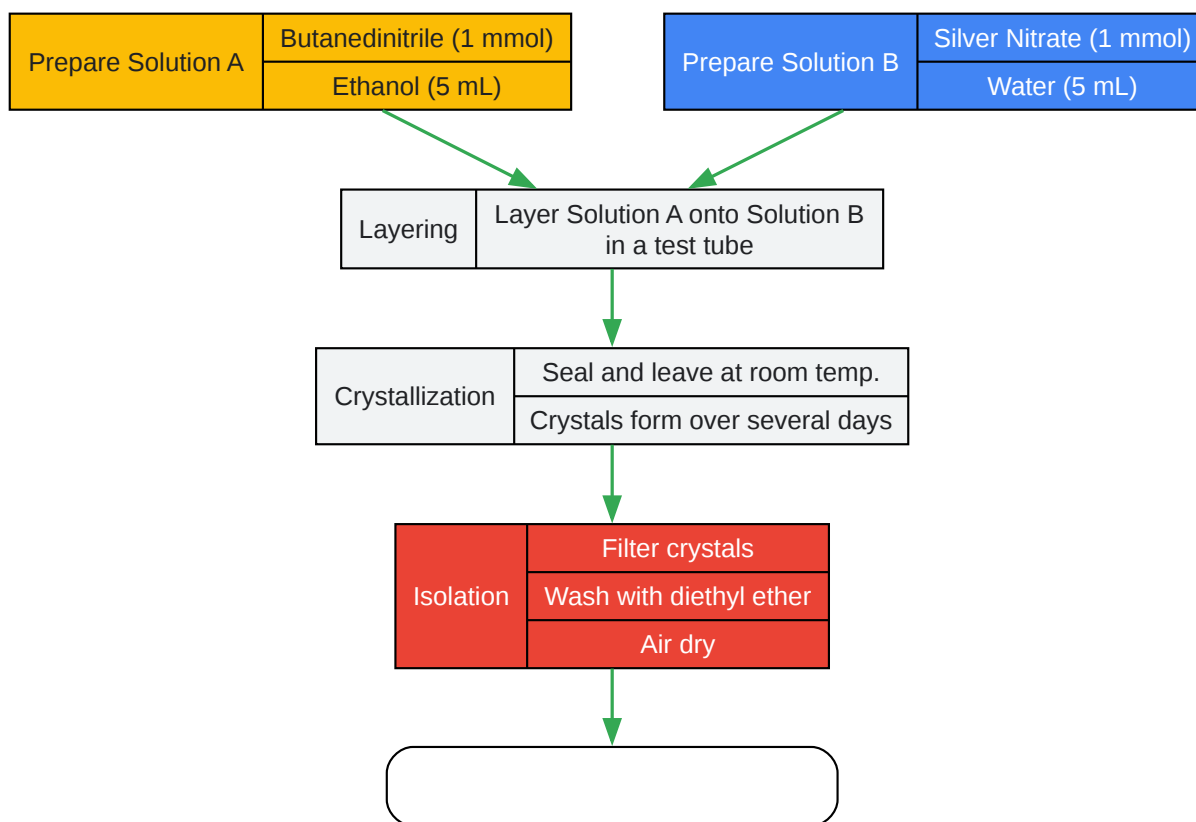 Prepare Solution A
Butanedinitrile (1 mmol)
Ethanol (5 mL)
Prepare Solution B
Silver Nitrate (1 mmol)
Water (5 mL)
Layering
Layer Solution A onto Solution B
in a test tube
Crystallization
Seal and leave at room temp.
Crystals form over several days
Isolation
Filter crystals
Wash with diethyl ether
Air dry